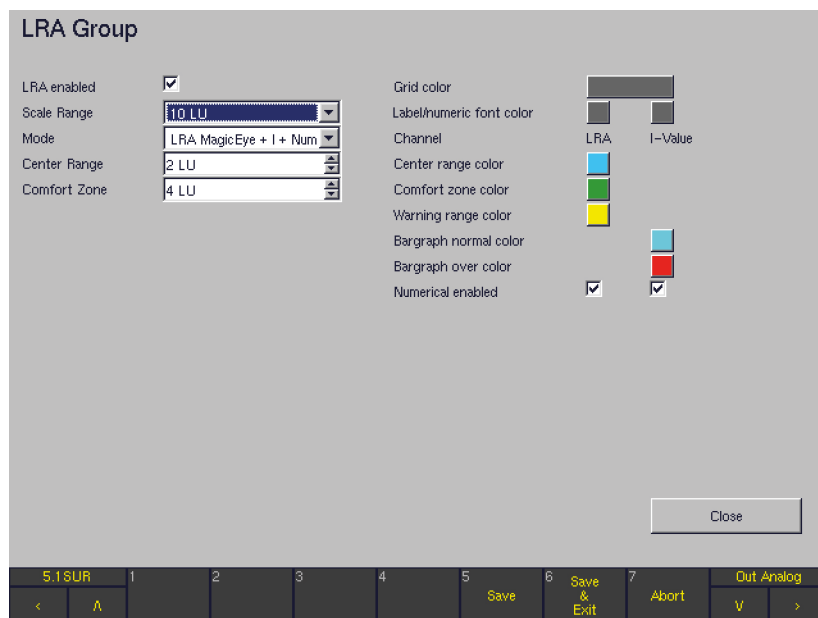 LRA Group
LRA enabled
Scale Range 10 LU
Mode LRA MagicEye + I + Num
Center Range 2 LU
Comfort Zone 4 LU
Grid color
Label/numeric font color
Channel LRA I-Value
Center range color
Comfort zone color
Warning range color
Bargraph normal color
Bargraph over color
Numerical enabled
Close
5.1SUR 1 2 3 4 5 Save 6 Save & Exit 7 Abort Out Analog
< Λ V >